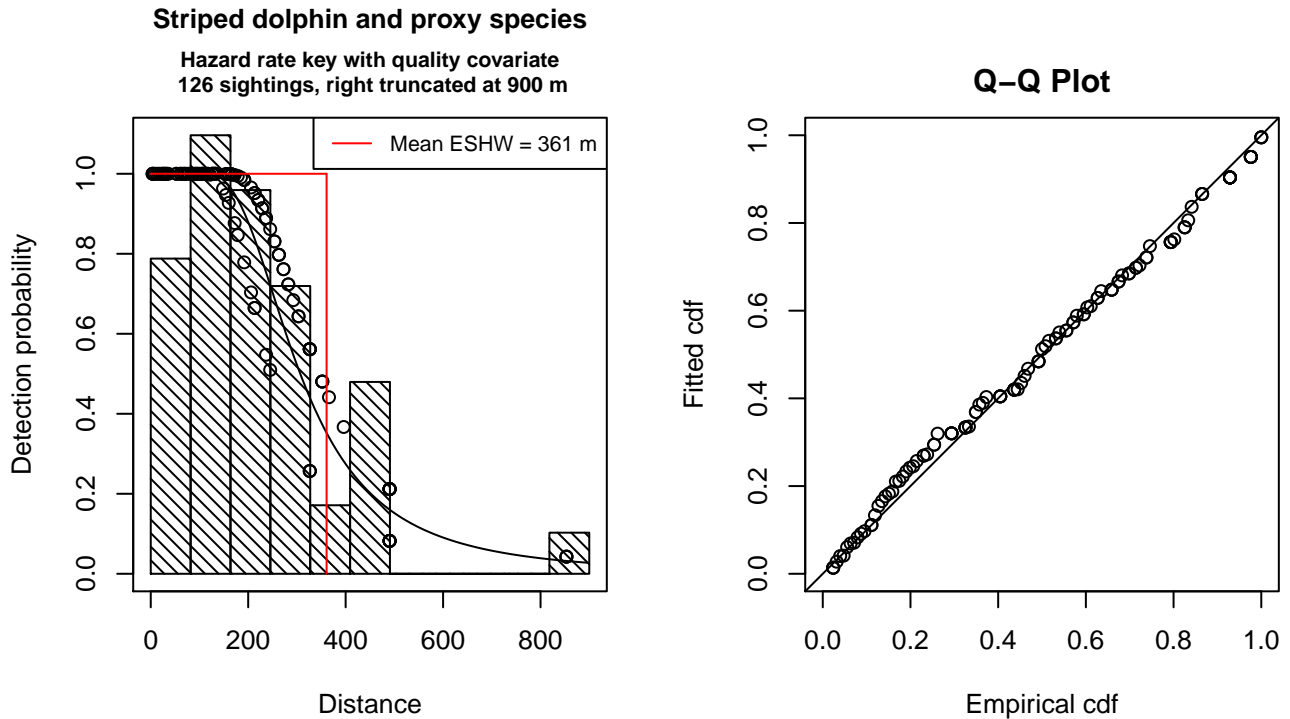 Striped dolphin and proxy species
Hazard rate key with quality covariate
126 sightings, right truncated at 900 m
Mean ESHW = 361 m
Detection probability
1.0
0.8
0.6
0.4
0.2
0.0
0 200 400 600 800
Distance
Q−Q Plot
Fitted cdf
1.0
0.8
0.6
0.4
0.2
0.0
0.0 0.2 0.4 0.6 0.8 1.0
Empirical cdf